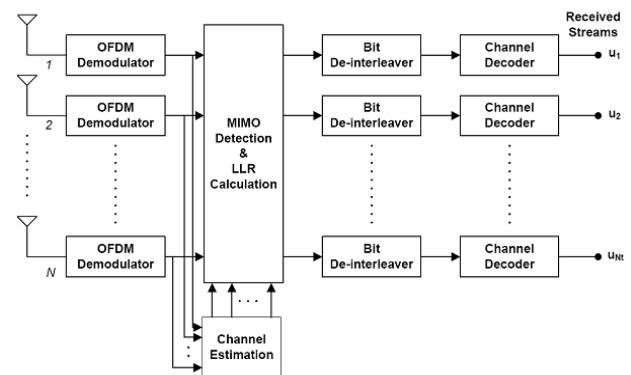 Received
Streams
OFDM
Demodulator
Bit
De-interleaver
Channel
Decoder
u1
1
OFDM
Demodulator
Bit
De-interleaver
Channel
Decoder
u2
2
MIMO
Detection
&
LLR
Calculation
OFDM
Demodulator
Bit
De-interleaver
Channel
Decoder
uNt
N
Channel
Estimation